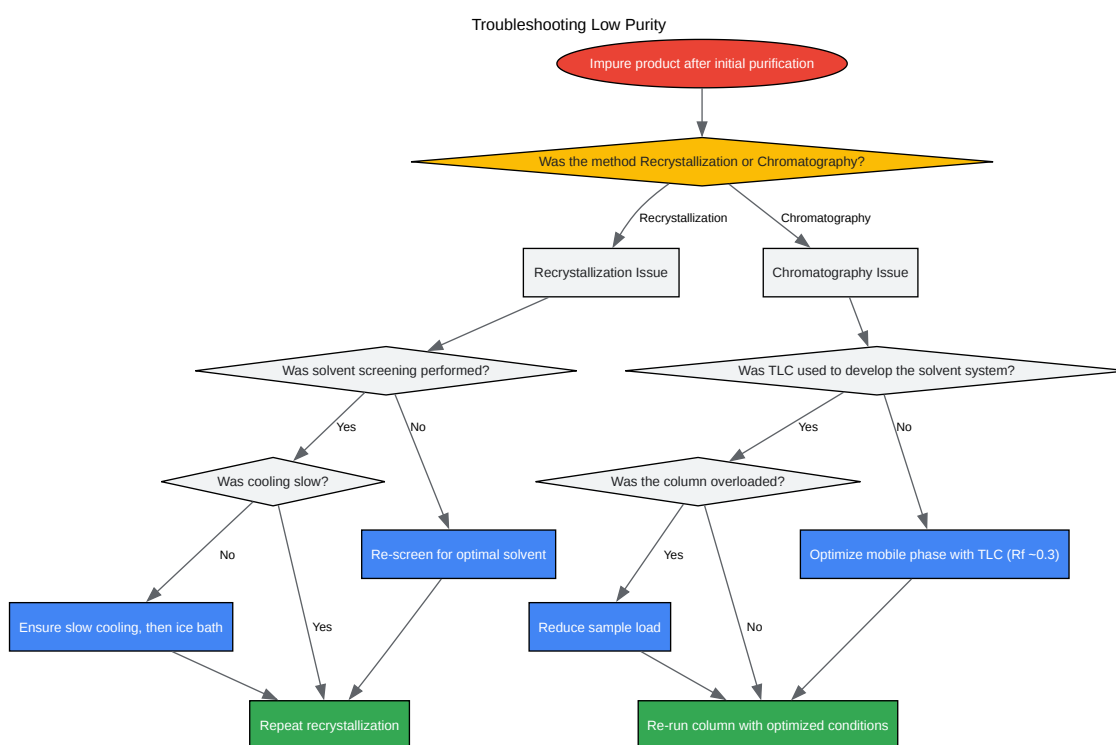 Troubleshooting Low Purity
Impure product after initial purification
Was the method Recrystallization or Chromatography?
Recrystallization
Chromatography
Recrystallization Issue
Chromatography Issue
Was solvent screening performed?
Was TLC used to develop the solvent system?
Yes
No
Yes
No
Was cooling slow?
Was the column overloaded?
No
Re-screen for optimal solvent
Yes
Optimize mobile phase with TLC (Rf ~0.3)
Ensure slow cooling, then ice bath
Yes
Reduce sample load
No
Repeat recrystallization
Re-run column with optimized conditions